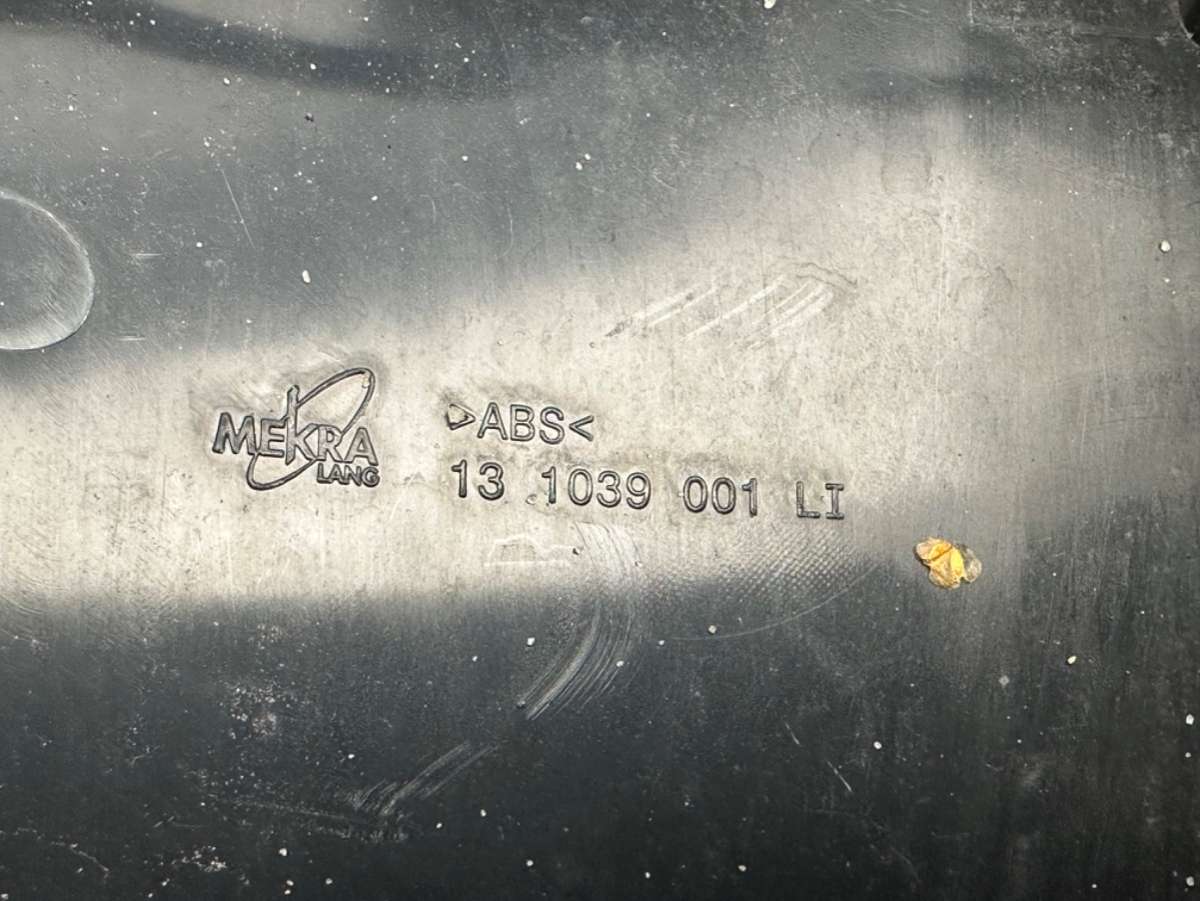 MEKRA
LANG
>ABS<
13 1039 001 LI